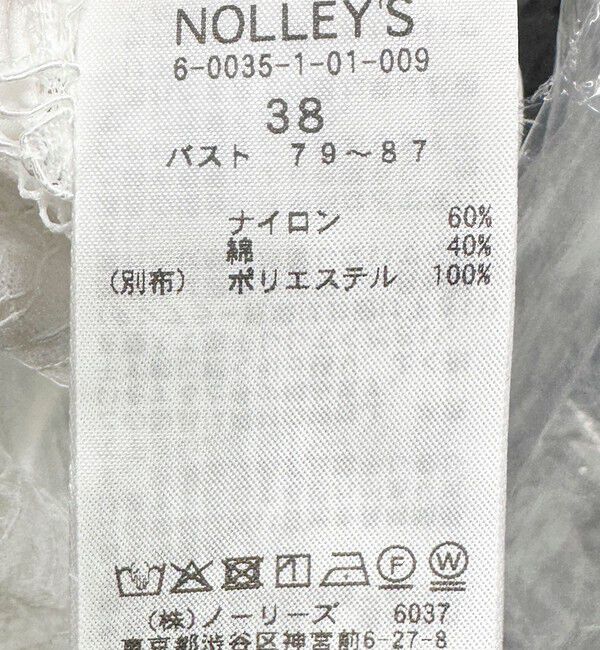 NOLLEY'S
6-0035-1-01-009
38
バスト 79～87
ナイロン 60%
綿 40%
(別布) ポリエステル 100%
F W
(株)ノーリーズ 6037
東京都渋谷区神宮前6-27-8